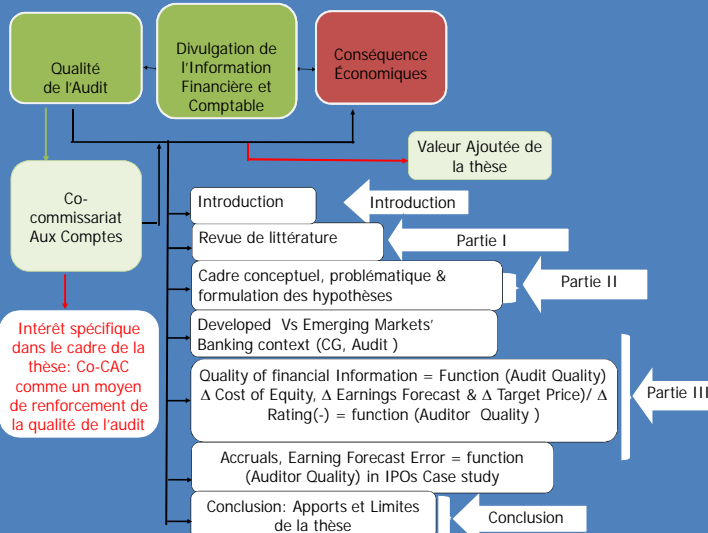 Qualité
de l'Audit
Divulgation de
l'Information
Financière et
Comptable
Conséquence
Économiques
Valeur Ajoutée de
la thèse
Co-
commissariat
Aux Comptes
Introduction
Introduction
Revue de littérature
Partie I
Cadre conceptuel, problématique &
formulation des hypothèses
Partie II
Intérêt spécifique
dans le cadre de la
thèse: Co-CAC
comme un moyen
de renforcement de
la qualité de l'audit
Developed Vs Emerging Markets'
Banking context (CG, Audit )
Quality of financial Information = Function (Audit Quality)
Δ Cost of Equity, Δ Earnings Forecast & Δ Target Price)/ Δ
Rating(-) = function (Auditor Quality )
Partie III
Accruals, Earning Forecast Error = function
(Auditor Quality) in IPOs Case study
Conclusion: Apports et Limites
de la thèse
Conclusion